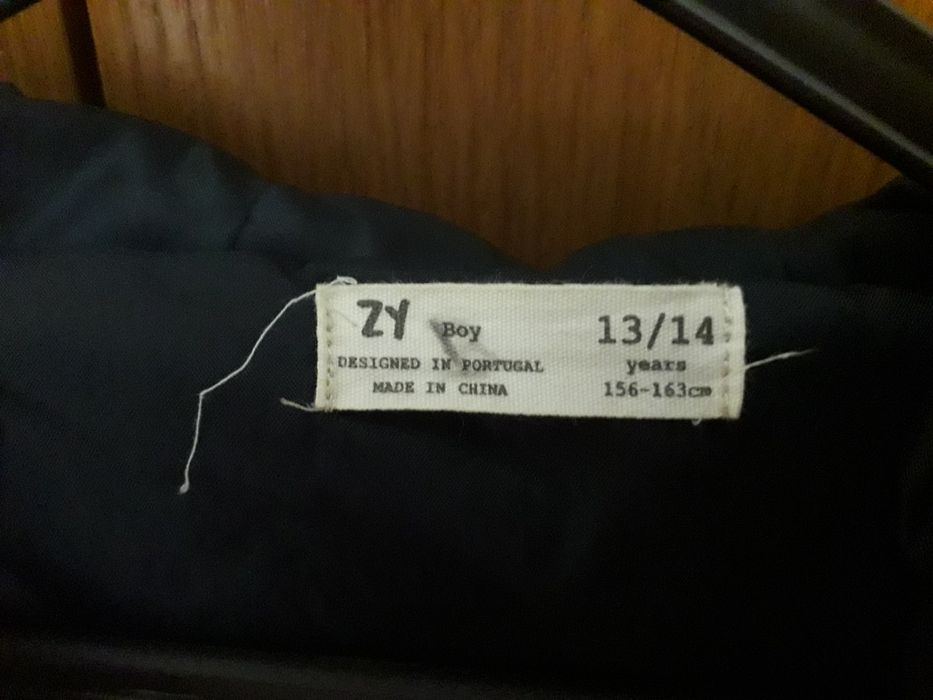 ZY Boy
DESIGNED IN PORTUGAL
MADE IN CHINA
13/14
years
156-163cm